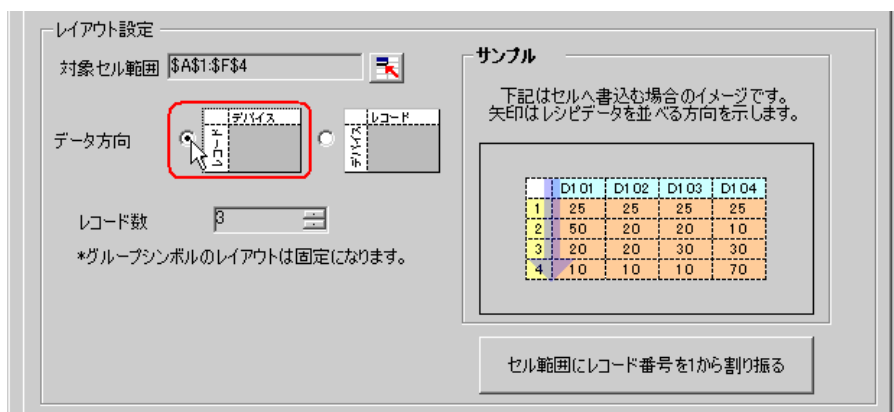 レイアウト設定
対象セル範囲 $A$1:$F$4
データ方向
デバイス
レコード
レコード
デバイス
レコード数 3
*グループシンボルのレイアウトは固定になります。
サンプル
下記はセルへ書込む場合のイメージです。
矢印はレシピデータを並べる方向を示します。
D101 D102 D103 D104
1 25 25 25 25
2 50 20 20 10
3 20 20 30 30
4 10 10 10 70
セル範囲にレコード番号を1から割り振る